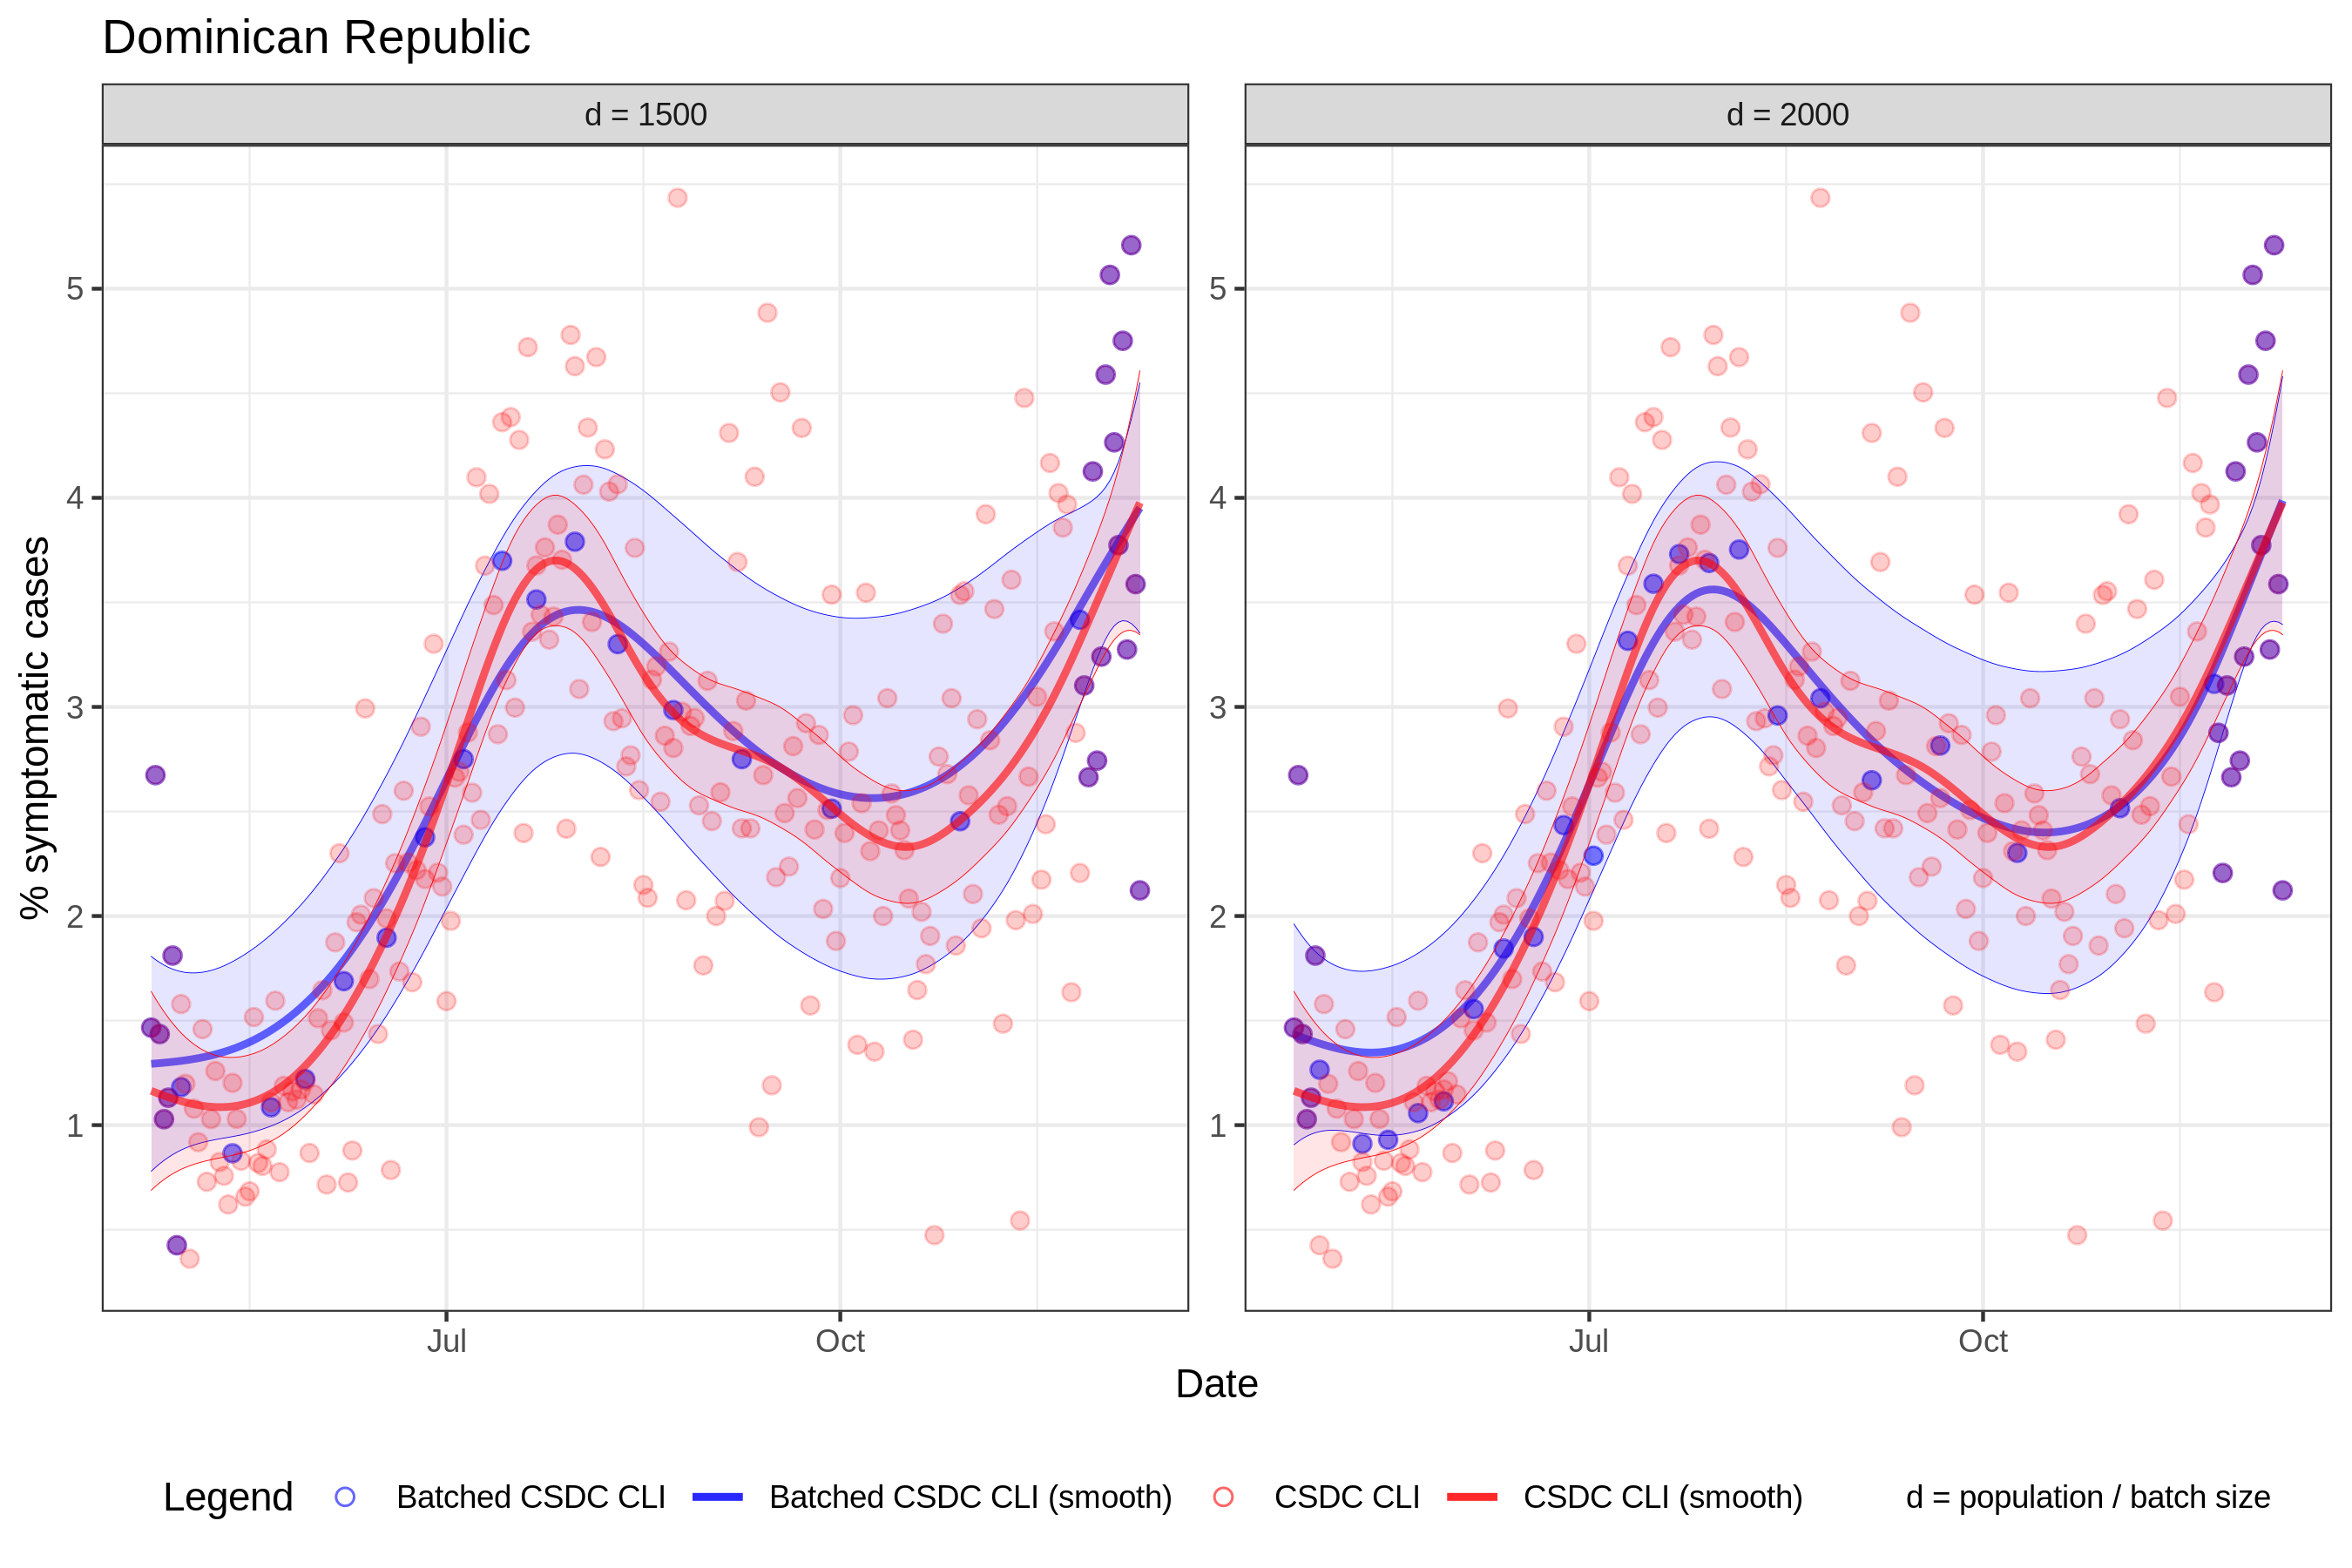 Dominican Republic
d = 1500
d = 2000
% symptomatic cases
5
4
3
2
1
5
4
3
2
1
Jul
Oct
Jul
Oct
Date
Legend
Batched CSDC CLI
Batched CSDC CLI (smooth)
CSDC CLI
CSDC CLI (smooth)
d = population / batch size